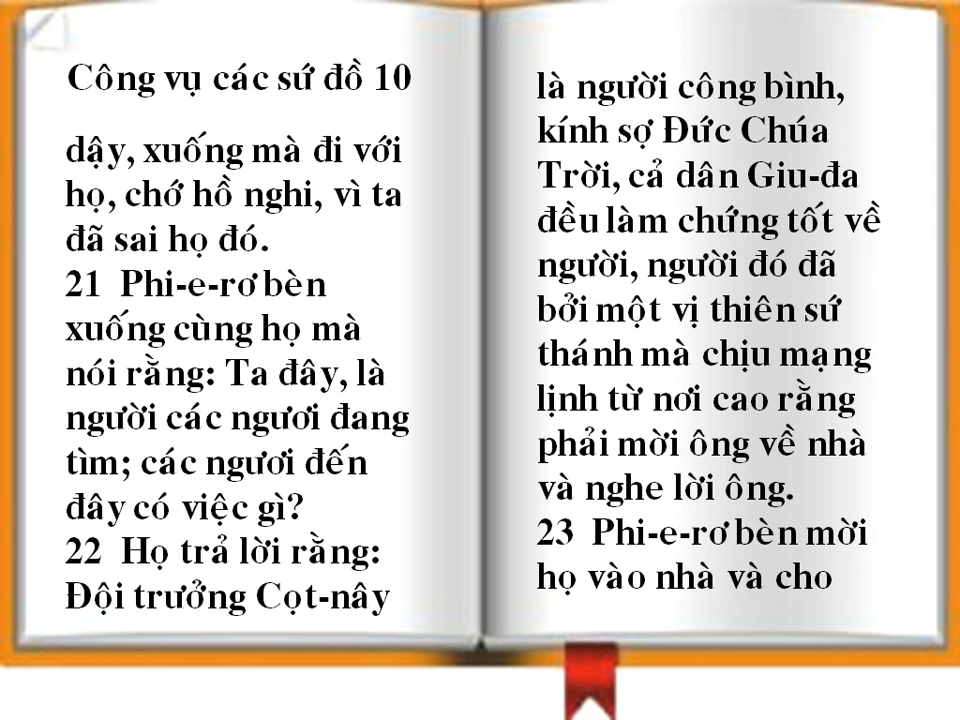 Công vụ các sứ đồ 10
dậy, xuống mà đi với
họ, chớ hồ nghi, vì ta
đã sai họ đó.
21 Phi-e-rơ bèn
xuống cùng họ mà
nói rằng: Ta đây, là
người các ngươi đang
tìm; các ngươi đến
đây có việc gì?
22 Họ trả lời rằng:
Đội trưởng Cọt-nây
là người công bình,
kính sợ Đức Chúa
Trời, cả dân Giu-đa
đều làm chứng tốt về
người, người đó đã
bởi một vị thiên sứ
thánh mà chịu mạng
lịnh từ nơi cao rằng
phải mời ông về nhà
và nghe lời ông.
23 Phi-e-rơ bèn mời
họ vào nhà và cho